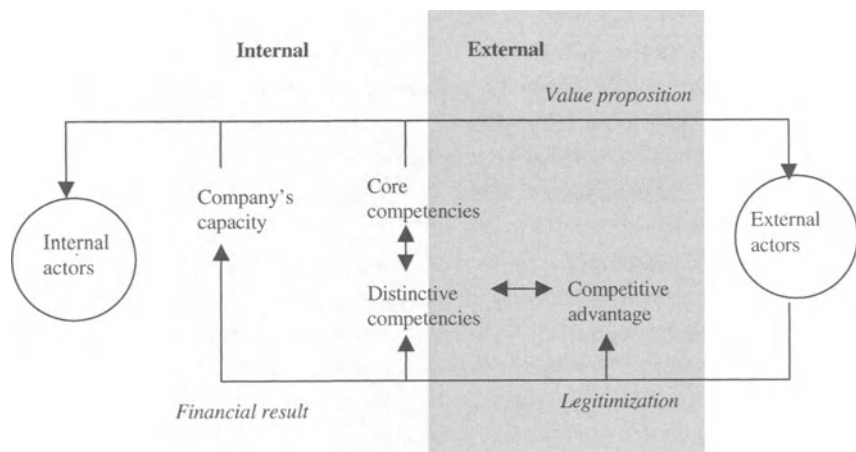 Internal
External
Value proposition
Company's
capacity
Core
competencies
Internal
actors
External
actors
Distinctive
competencies
Competitive
advantage
Financial result
Legitimization